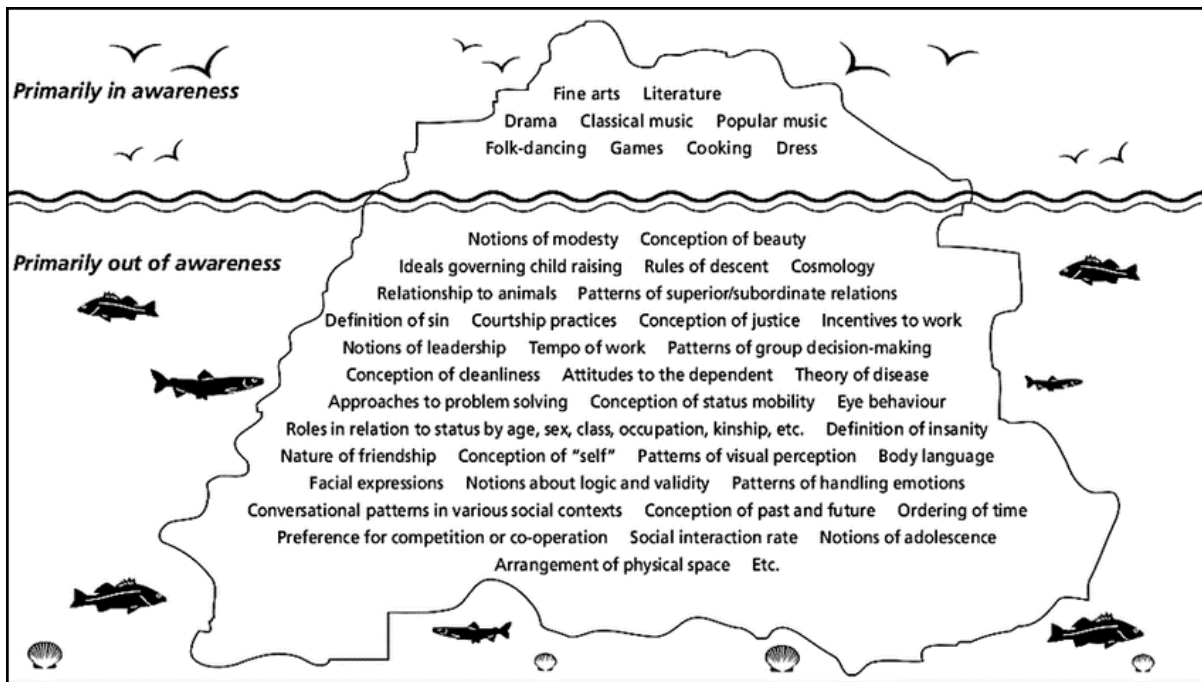 Primarily in awareness
Fine arts Literature
Drama Classical music Popular music
Folk-dancing Games Cooking Dress
Primarily out of awareness
Notions of modesty Conception of beauty
Ideals governing child raising Rules of descent Cosmology
Relationship to animals Patterns of superior/subordinate relations
Definition of sin Courtship practices Conception of justice Incentives to work
Notions of leadership Tempo of work Patterns of group decision-making
Conception of cleanliness Attitudes to the dependent Theory of disease
Approaches to problem solving Conception of status mobility Eye behaviour
Roles in relation to status by age, sex, class, occupation, kinship, etc. Definition of insanity
Nature of friendship Conception of “self” Patterns of visual perception Body language
Facial expressions Notions about logic and validity Patterns of handling emotions
Conversational patterns in various social contexts Conception of past and future Ordering of time
Preference for competition or co-operation Social interaction rate Notions of adolescence
Arrangement of physical space Etc.